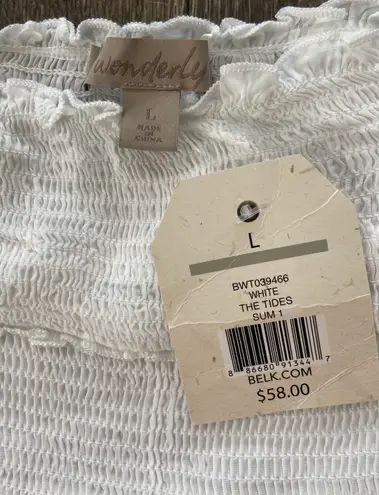 wonderly
L
MADE
IN
CHINA
L
BWT039466
WHITE
THE TIDES
SUM 1
8 86680 91344 7
BELK.COM
$58.00